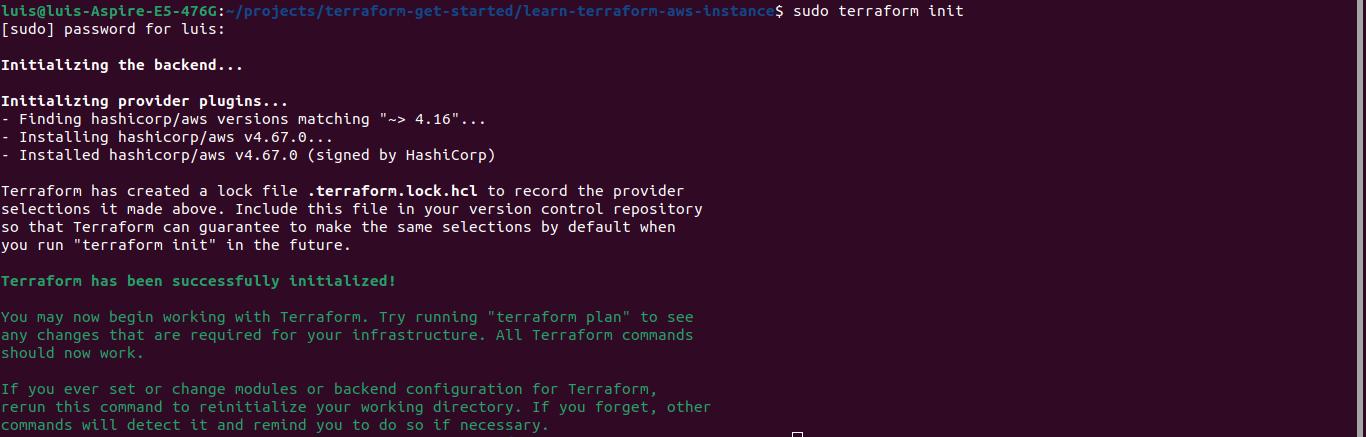 luis@luis-Aspire-E5-476G:~/projects/terraform-get-started/learn-terraform-aws-instance$ sudo terraform init
[sudo] password for luis:
Initializing the backend...
Initializing provider plugins...
- Finding hashicorp/aws versions matching "~> 4.16"...
- Installing hashicorp/aws v4.67.0...
- Installed hashicorp/aws v4.67.0 (signed by HashiCorp)
Terraform has created a lock file .terraform.lock.hcl to record the provider
selections it made above. Include this file in your version control repository
so that Terraform can guarantee to make the same selections by default when
you run "terraform init" in the future.
Terraform has been successfully initialized!
You may now begin working with Terraform. Try running "terraform plan" to see
any changes that are required for your infrastructure. All Terraform commands
should now work.
If you ever set or change modules or backend configuration for Terraform,
rerun this command to reinitialize your working directory. If you forget, other
commands will detect it and remind you to do so if necessary.